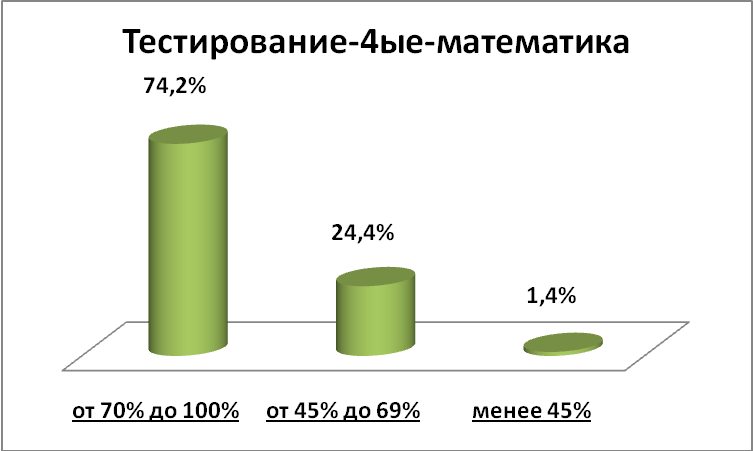 Тестирование-4ые-математика
74,2%
24,4%
1,4%
от 70% до 100%
от 45% до 69%
менее 45%